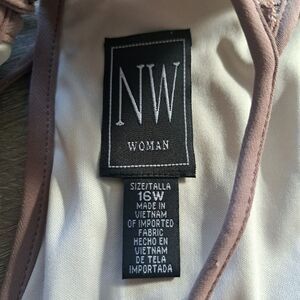 NW
WOMAN
SIZE/TALLA
16W
MADE IN
VIETNAM
OF IMPORTED
FABRIC
HECHO EN
VIETNAM
DE TELA
IMPORTADA